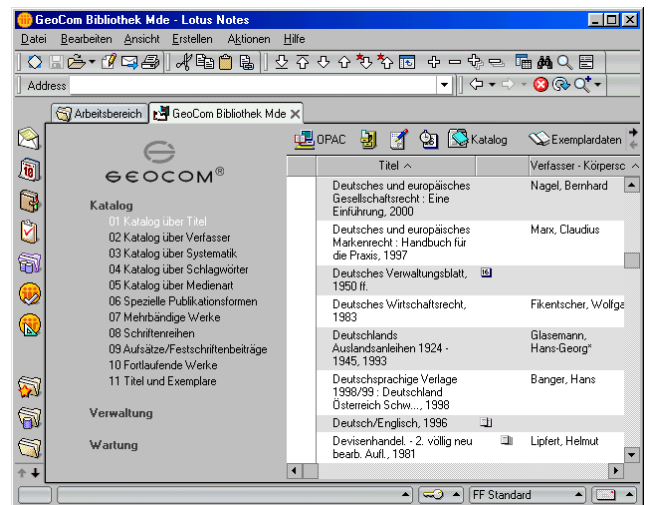 GeoCom Bibliothek Mde - Lotus Notes
Datei Bearbeiten Ansicht Erstellen Aktionen Hilfe
Address
Arbeitsbereich GeoCom Bibliothek Mde
OPAC Katalog Exemplardaten
GEOCOM®
Katalog
01 Katalog über Titel
02 Katalog über Verfasser
03 Katalog über Systematik
04 Katalog über Schlagwörter
05 Katalog über Medienart
06 Spezielle Publikationsformen
07 Mehrbändige Werke
08 Schriftenreihen
09 Aufsätze/Festschriftenbeiträge
10 Fortlaufende Werke
11 Titel und Exemplare
Verwaltung
Wartung
Titel Verfasser - Körpersc
Deutsches und europäisches Nagel, Bernhard
Gesellschaftsrecht : Eine
Einführung, 2000
Deutsches und europäisches Marx, Claudius
Markenrecht : Handbuch für
die Praxis, 1997
Deutsches Verwaltungsblatt, 16
1950 ff.
Deutsches Wirtschaftsrecht, Fikentscher, Wolfga
1983
Deutschlands Glasemann,
Auslandsanleihen 1924 - Hans-Georg*
1945, 1993
Deutschsprachige Verlage Banger, Hans
1998/99 : Deutschland
Österreich Schw..., 1998
Deutsch/Englisch, 1996
Devisenhandel. - 2. völlig neu Lipfert, Helmut
bearb. Aufl., 1981
FF Standard